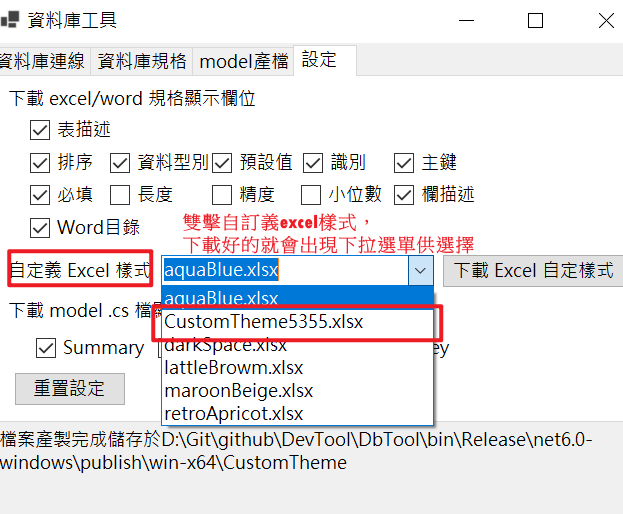 資料庫工具
資料庫連線 資料庫規格 model產檔 設定
下載 excel/word 規格顯示欄位
表描述
排序 資料型別 預設值 識別 主鍵
必填 長度 精度 小位數 欄描述
Word目錄
雙擊自訂義excel樣式，
下載好的就會出現下拉選單供選擇
自定義 Excel 樣式 aquaBlue.xlsx 下載 Excel 自定樣式
aquaBlue.xlsx
下載 model .cs 檔
CustomTheme5355.xlsx
darkSpace.xlsx
Summary
lattleBrowm.xlsx
重置設定
maroonBeige.xlsx
retroApricot.xlsx
檔案產製完成儲存於D:\Git\github\DevTool\DbTool\bin\Release\net6.0-
windows\publish\win-x64\CustomTheme